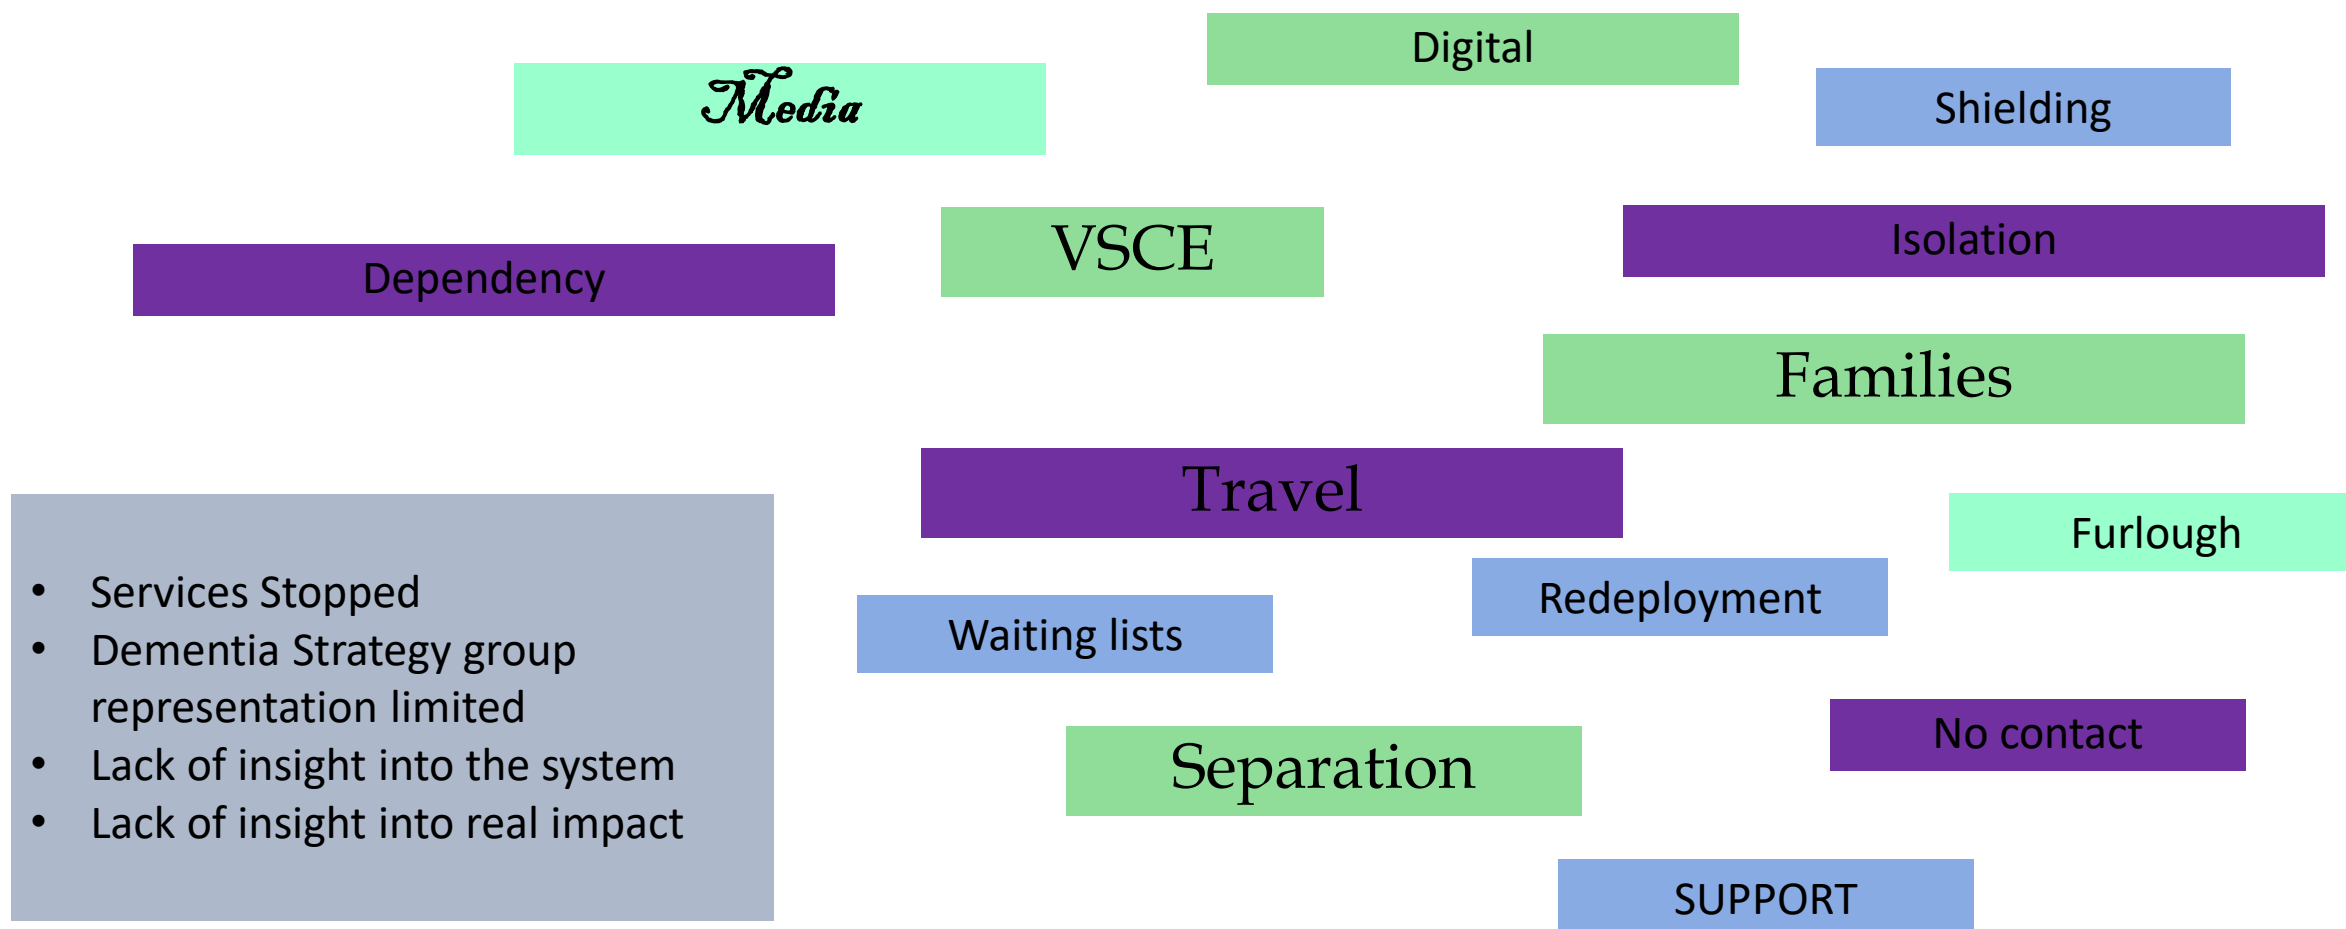 Digital
Media
Shielding
VSCE
Isolation
Dependency
Families
Travel
Furlough
• Services Stopped
• Dementia Strategy group
representation limited
• Lack of insight into the system
• Lack of insight into real impact
Redeployment
Waiting lists
No contact
Separation
SUPPORT